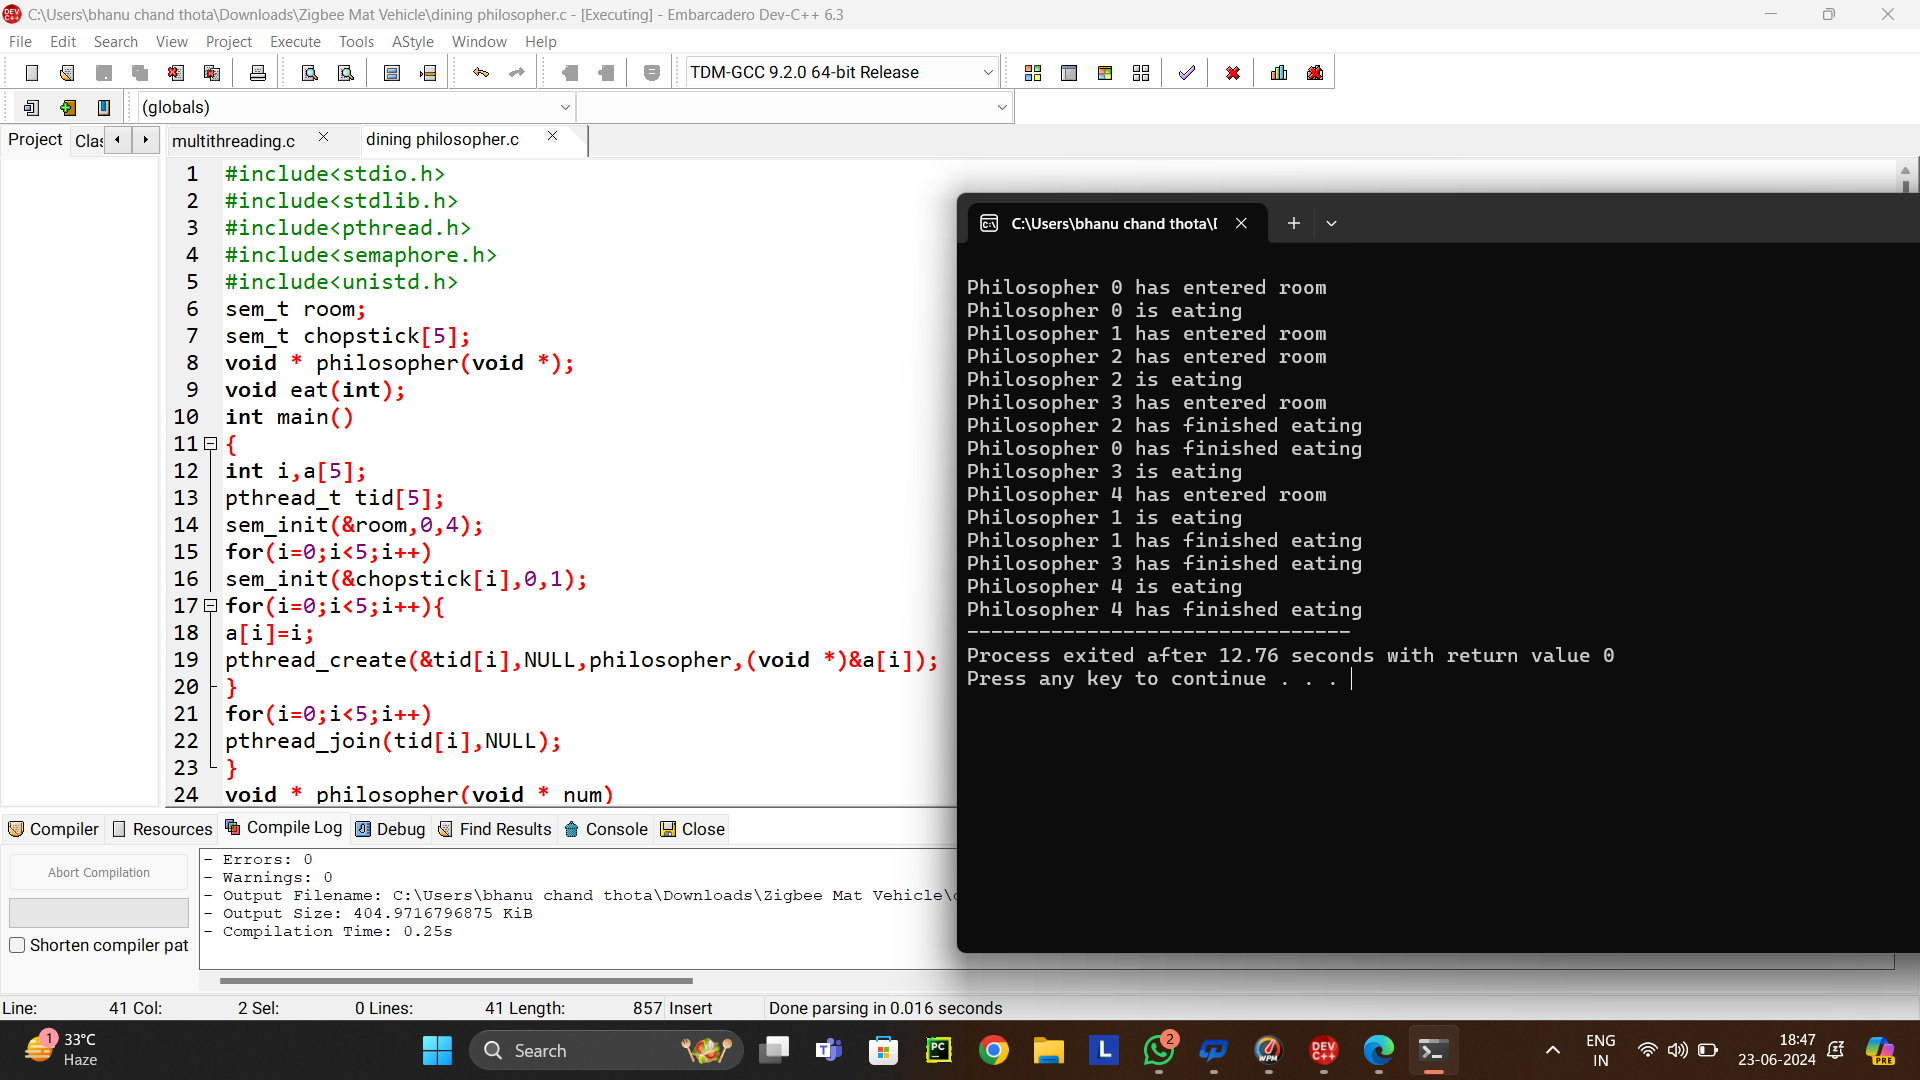 C:\Users\bhanu chand thota\Downloads\Zigbee Mat Vehicle\dining philosopher.c - [Executing] - Embarcadero Dev-C++ 6.3
File Edit Search View Project Execute Tools AStyle Window Help
TDM-GCC 9.2.0 64-bit Release
(globals)
Project Clas multithreading.c dining philosopher.c
1 #include<stdio.h>
2 #include<stdlib.h>
3 #include<pthread.h>
4 #include<semaphore.h>
5 #include<unistd.h>
6 sem_t room;
7 sem_t chopstick[5];
8 void * philosopher(void *);
9 void eat(int);
10 int main()
11 {
12 int i,a[5];
13 pthread_t tid[5];
14 sem_init(&room,0,4);
15 for(i=0;i<5;i++)
16 sem_init(&chopstick[i],0,1);
17 for(i=0;i<5;i++){
18 a[i]=i;
19 pthread_create(&tid[i],NULL,philosopher,(void *)&a[i]);
20 }
21 for(i=0;i<5;i++)
22 pthread_join(tid[i],NULL);
23 }
24 void * philosopher(void * num)
C:\Users\bhanu chand thota\
Philosopher 0 has entered room
Philosopher 0 is eating
Philosopher 1 has entered room
Philosopher 2 has entered room
Philosopher 2 is eating
Philosopher 3 has entered room
Philosopher 2 has finished eating
Philosopher 0 has finished eating
Philosopher 3 is eating
Philosopher 4 has entered room
Philosopher 1 is eating
Philosopher 1 has finished eating
Philosopher 3 has finished eating
Philosopher 4 is eating
Philosopher 4 has finished eating
--------------------------------
Process exited after 12.76 seconds with return value 0
Press any key to continue . . .
Compiler Resources Compile Log Debug Find Results Console Close
Abort Compilation
Shorten compiler pat
- Errors: 0
- Warnings: 0
- Output Filename: C:\Users\bhanu chand thota\Downloads\Zigbee Mat Vehicle\
- Output Size: 404.9716796875 KiB
- Compilation Time: 0.25s
Line: 41 Col: 2 Sel: 0 Lines: 41 Length: 857 Insert Done parsing in 0.016 seconds
1 33°C
Haze
Search
PC
L
2
WPM
DEV C++
ENG
IN
18:47
23-06-2024
PRE